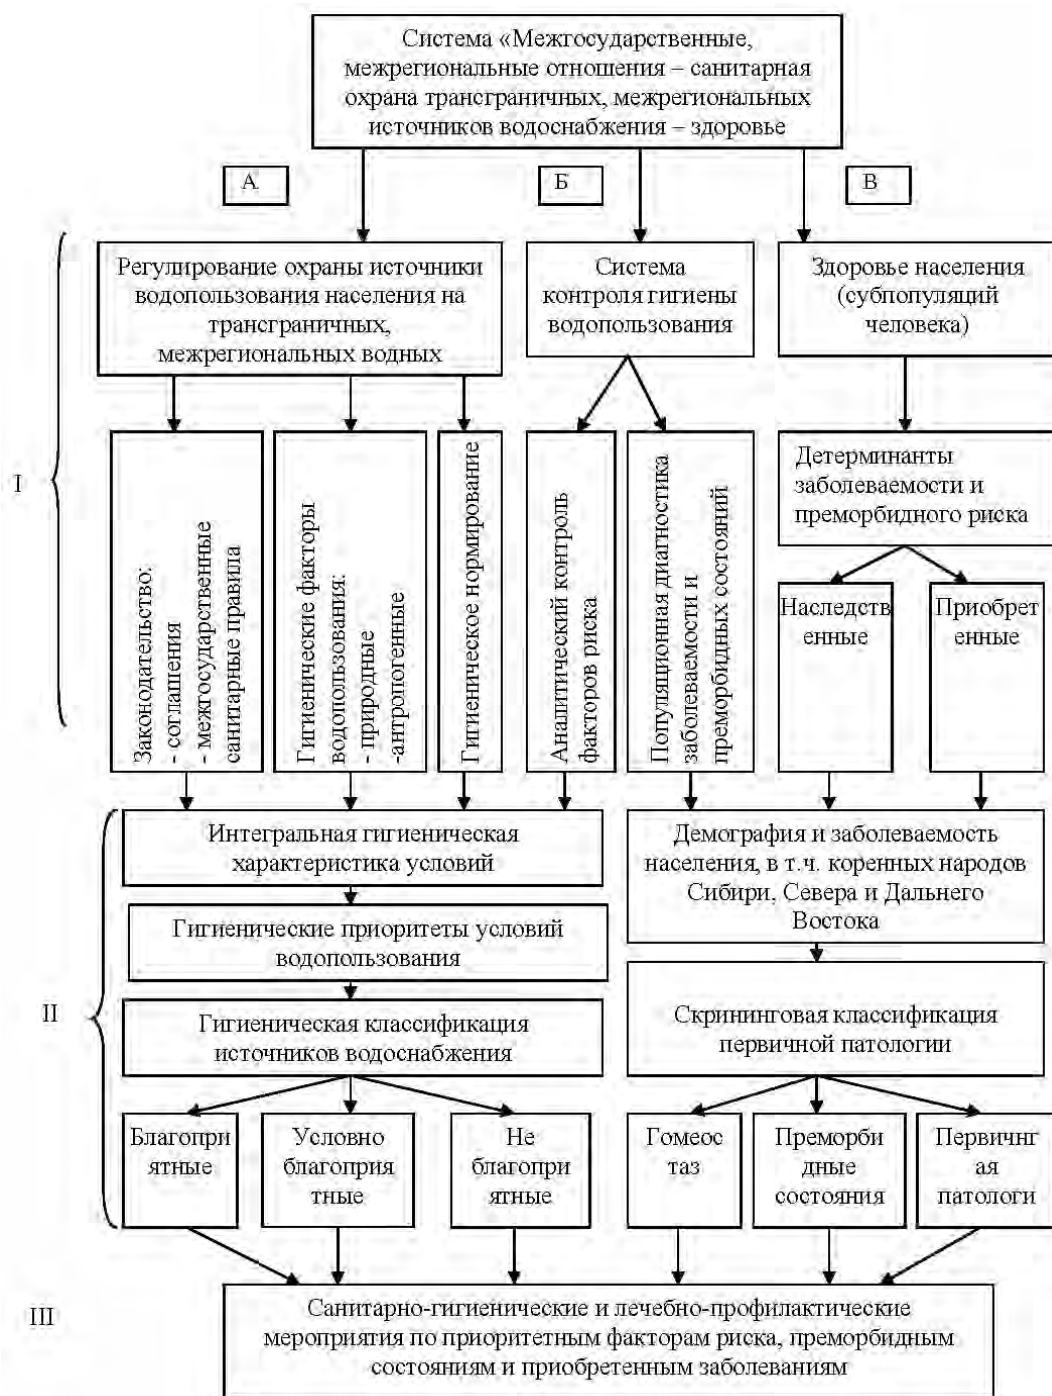 Система «Межгосударственные,
межрегиональные отношения – санитарная
охрана трансграничных, межрегиональных
источников водоснабжения – здоровье
А
Б
В
I
Регулирование охраны источники
водопользования населения на
трансграничных,
межрегиональных водных
Система
контроля гигиены
водопользования
Здоровье населения
(субпопуляций
человека)
Законодательство:
- соглашения
- межгосударственные
санитарные правила
Гигиенические факторы
водопользования:
- природные
-антропогенные
Гигиеническое нормирование
Аналитический контроль
факторов риска
Популяционная диагностика
заболеваемости и
преморбидных состояний
Детерминанты
заболеваемости и
преморбидного риска
Наследств
енные
Приобрет
енные
II
Интегральная гигиеническая
характеристика условий
Гигиенические приоритеты условий
водопользования
Гигиеническая классификация
источников водоснабжения
Демография и заболеваемость
населения, в т.ч. коренных народов
Сибири, Севера и Дальнего
Востока
Скрининговая классификация
первичной патологии
Благопри
ятные
Условно
благоприя
тные
Не
благопри
ятные
Гомеос
таз
Преморби
дные
состояния
Первичнг
ая
патологи
III
Санитарно-гигиенические и лечебно-профилактические
мероприятия по приоритетным факторам риска, преморбидным
состояниям и приобретенным заболеваниям